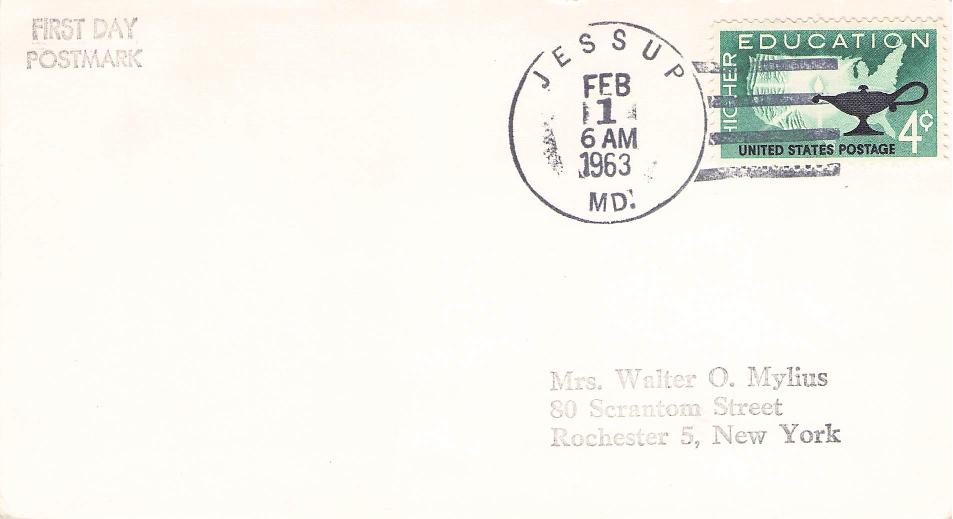 FIRST DAY
POSTMARK
JESSUP
FEB
1
6 AM
1963
MD.
HIGHER
EDUCATION
4¢
UNITED STATES POSTAGE
Mrs. Walter O. Mylius
80 Scrantom Street
Rochester 5, New York